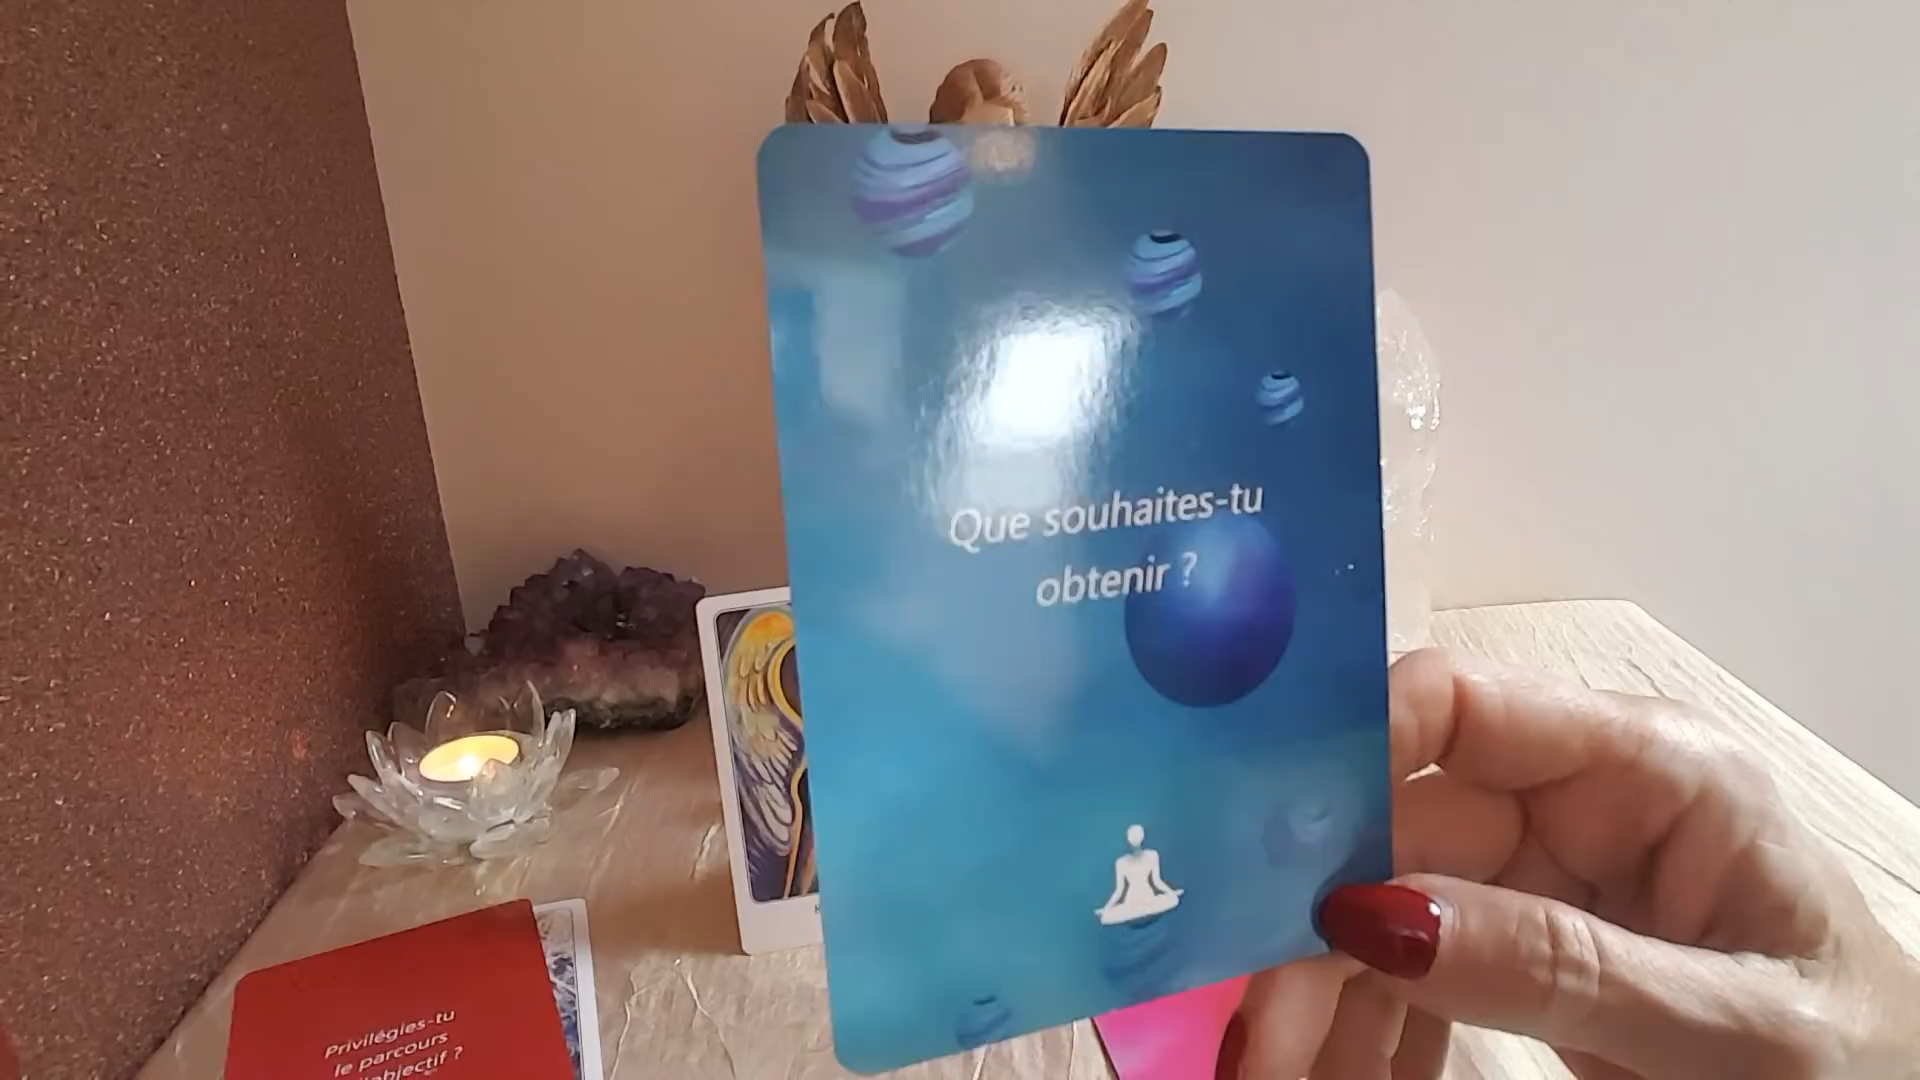 Que souhaites-tu
obtenir ?
Privilégies-tu
le parcours
?